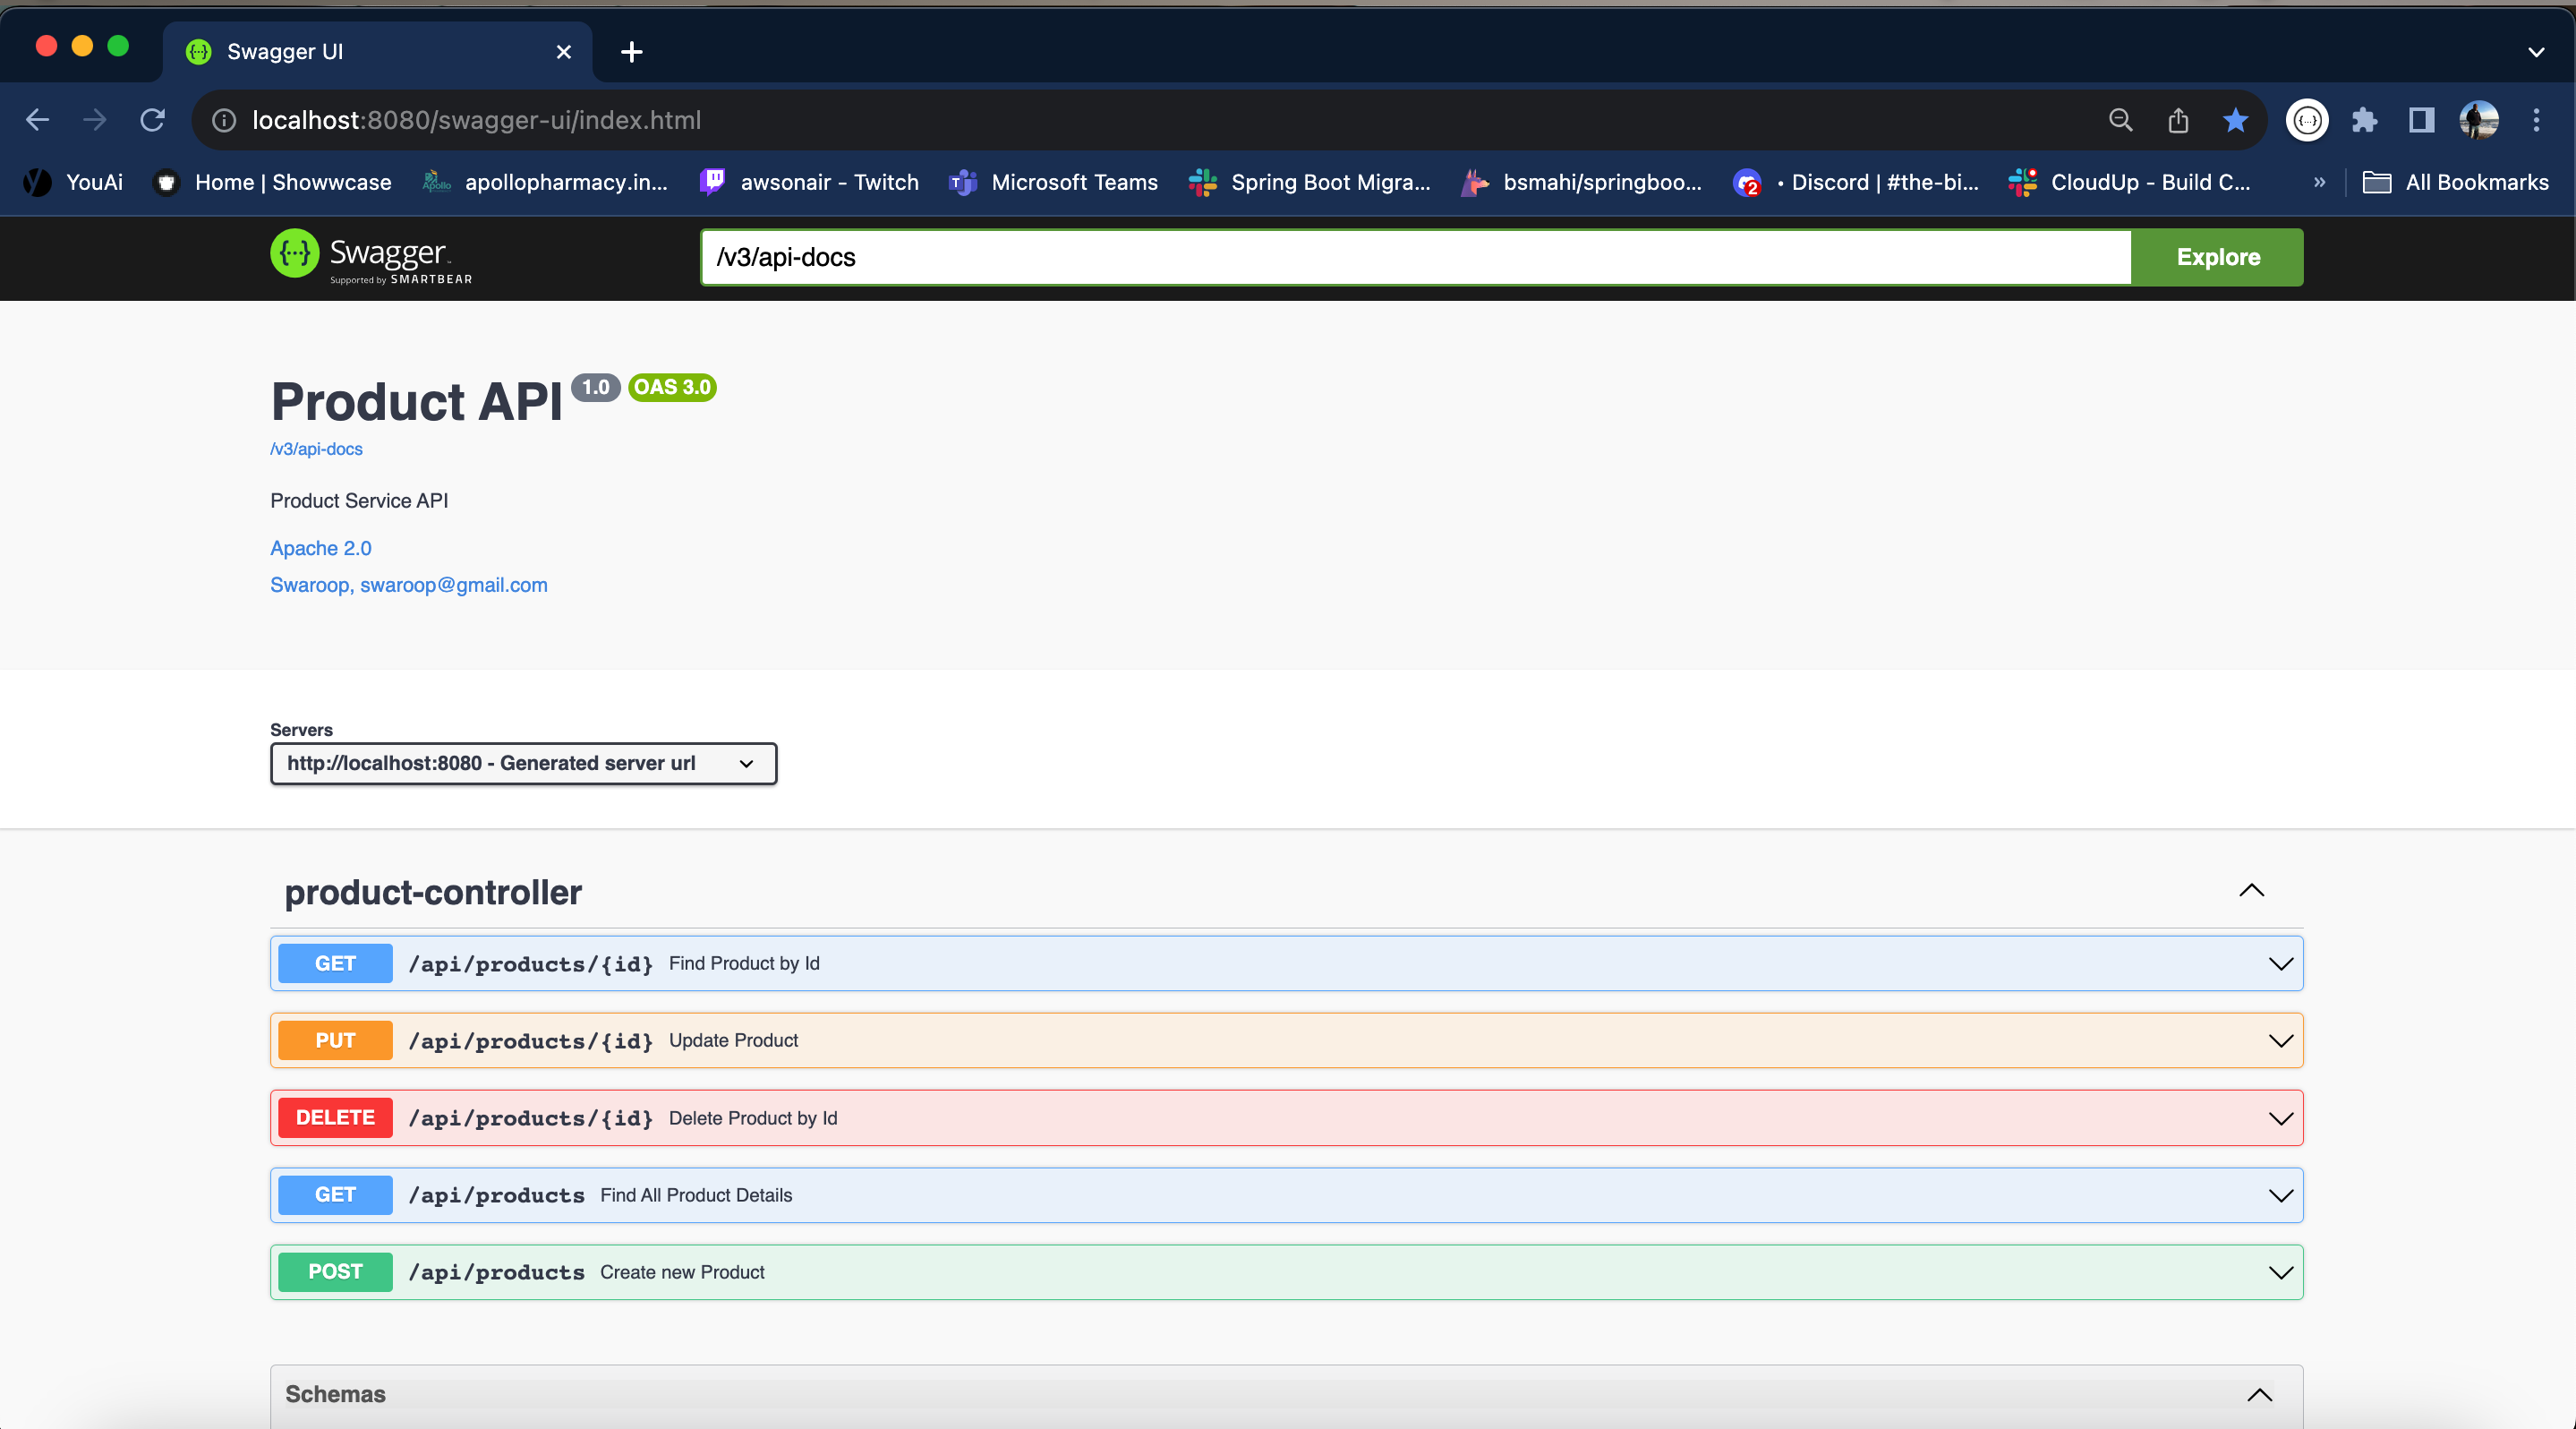 Swagger UI
localhost:8080/swagger-ui/index.html
YouAi
Home | Showwcase
apollopharmacy.in...
awsonair - Twitch
Microsoft Teams
Spring Boot Migra...
bsmahi/springboo...
2
• Discord | #the-bi...
CloudUp - Build C...
»
All Bookmarks
Swagger
Supported by SMARTBEAR
/v3/api-docs
Explore
Product API 1.0 OAS 3.0
/v3/api-docs
Product Service API
Apache 2.0
Swaroop, swaroop@gmail.com
Servers
http://localhost:8080 - Generated server url
product-controller
GET /api/products/{id} Find Product by Id
PUT /api/products/{id} Update Product
DELETE /api/products/{id} Delete Product by Id
GET /api/products Find All Product Details
POST /api/products Create new Product
Schemas